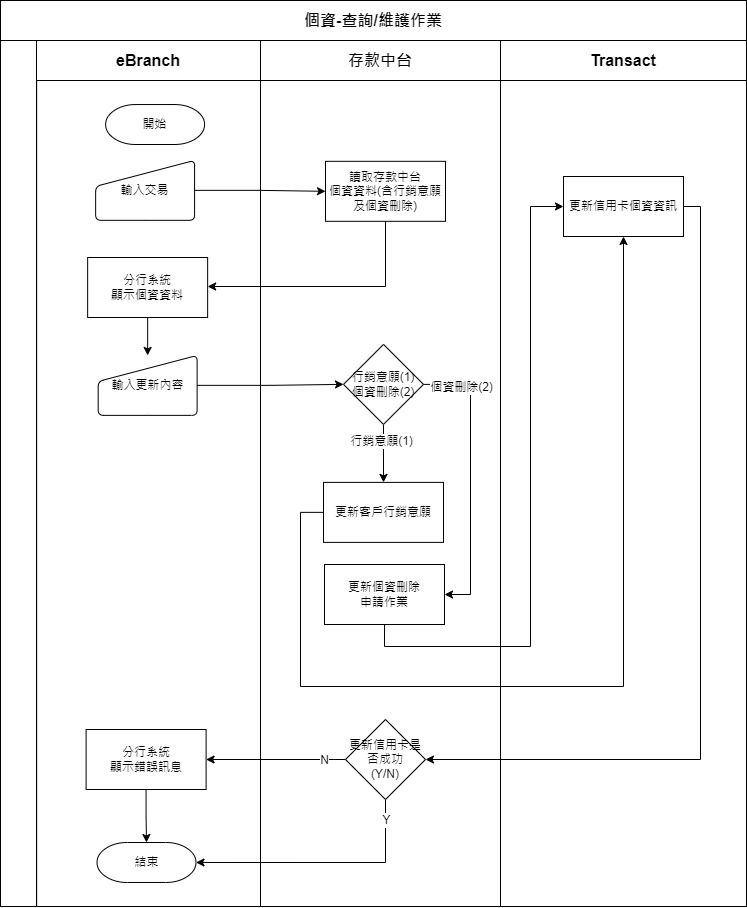 個資-查詢/維護作業
eBranch
存款中台
Transact
開始
輸入交易
讀取存款中台
個資資料(含行銷意願
及個資刪除)
更新信用卡個資資訊
分行系統
顯示個資資料
輸入更新內容
行銷意願(1)
個資刪除(2)
個資刪除(2)
行銷意願(1)
更新客戶行銷意願
更新個資刪除
申請作業
分行系統
顯示錯誤訊息
N
更新信用卡是
否成功
(Y/N)
Y
結束